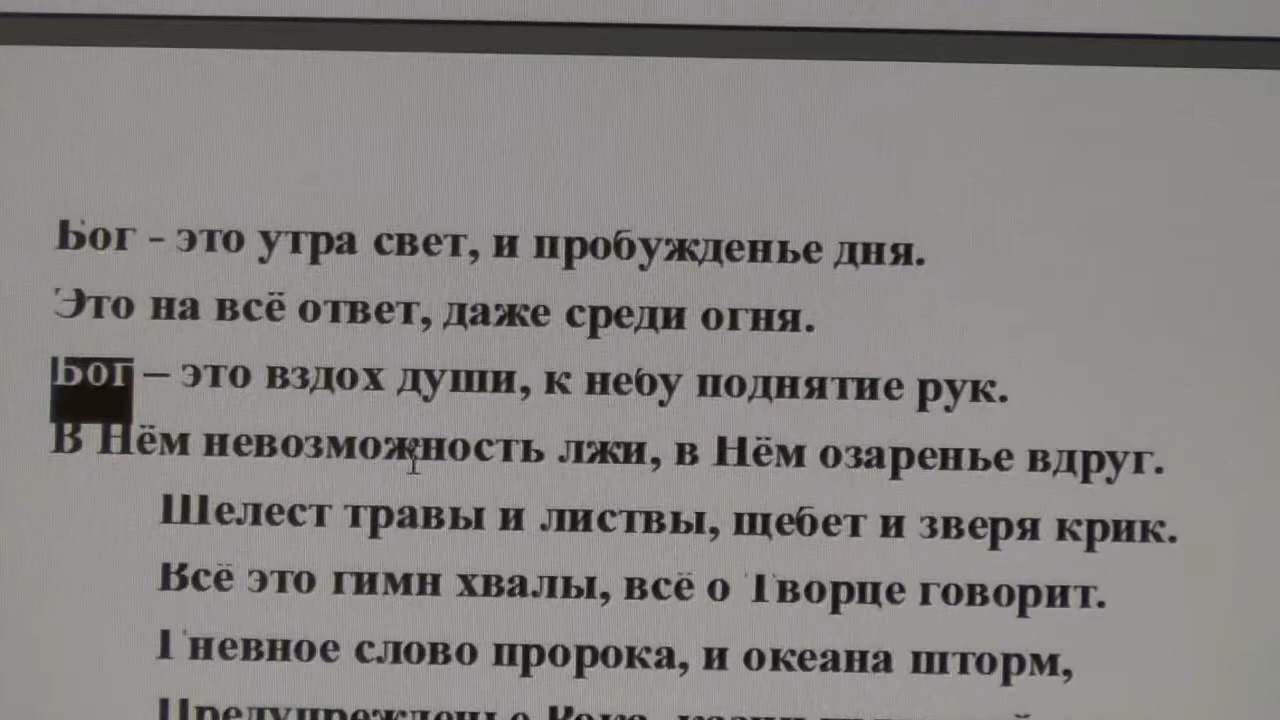 Бог - это утра свет, и пробужденье дня.
Это на всё ответ, даже среди огня.
Бог – это вздох души, к небу поднятие рук.
В Нём невозможность лжи, в Нём озаренье вдруг.
Шелест травы и листвы, щебет и зверя крик.
Всё это гимн хвалы, всё о Творце говорит.
Гневное слово пророка, и океана шторм,